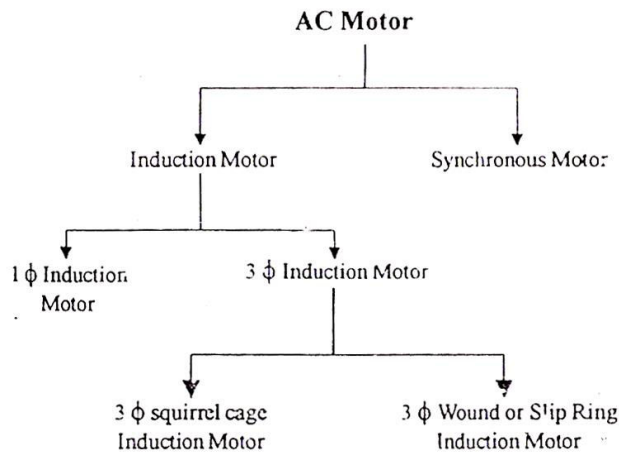 AC Motor
Induction Motor
Synchronous Motor
1 ϕ Induction
Motor
3 ϕ Induction Motor
3 ϕ squirrel cage
Induction Motor
3 ϕ Wound or Slip Ring
Induction Motor